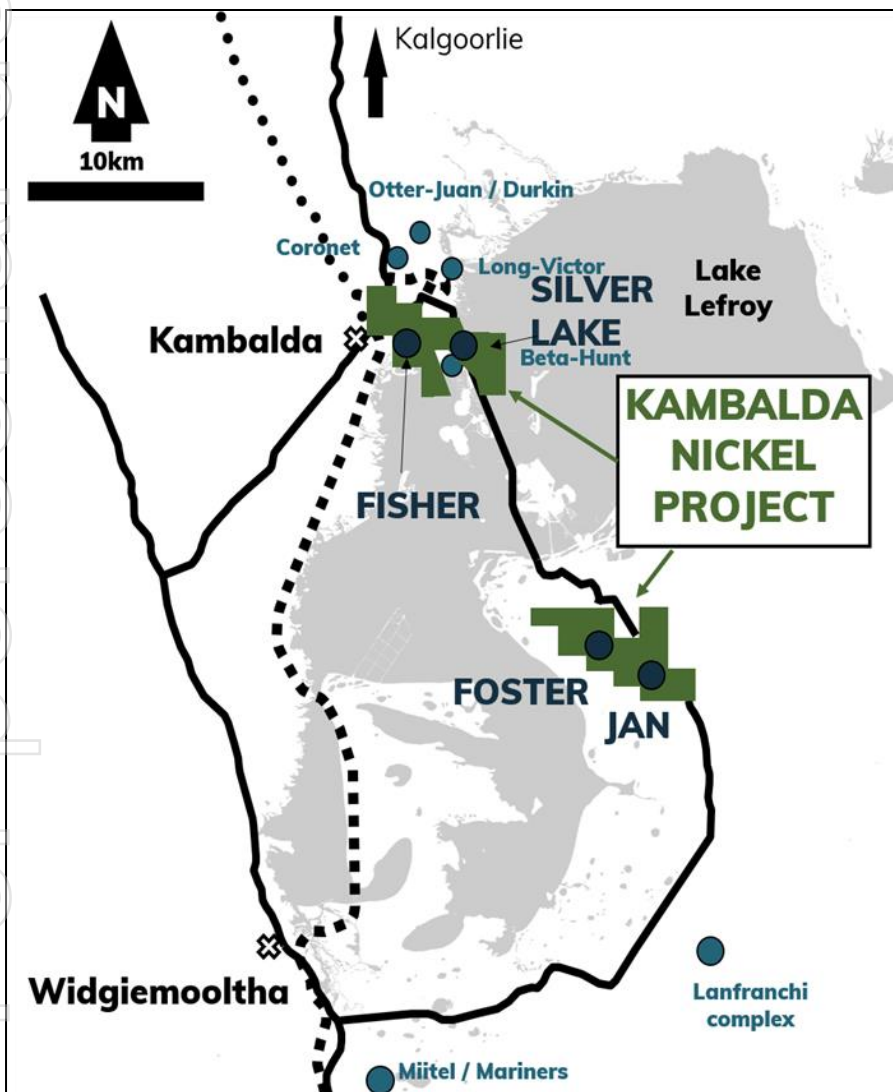 Kalgoorlie
N
10km
Otter-Juan / Durkin
Coronet
Long-Victor
SILVER
LAKE
Lake
Lefroy
Kambalda
Beta-Hunt
KAMBALDA
NICKEL
PROJECT
FISHER
FOSTER
JAN
Widgiemooltha
Lanfranchi
complex
Miitel / Mariners